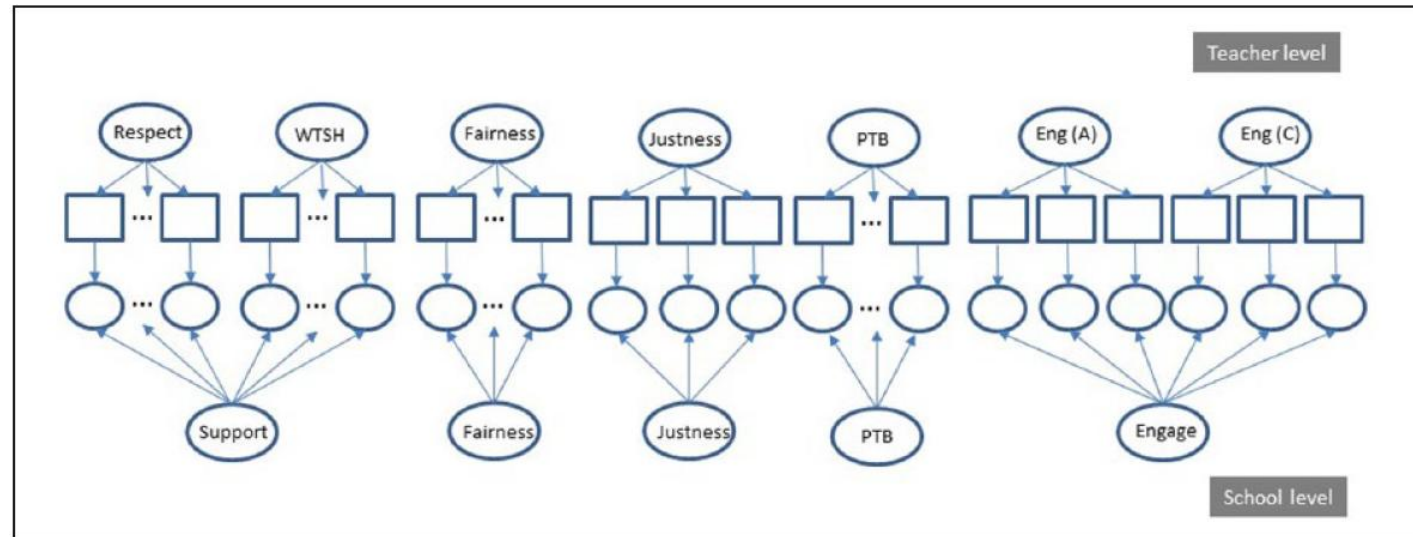 Teacher level
Respect
WTSH
Fairness
Justness
PTB
Eng (A)
Eng (C)
... ... ... ...
... ... ... ...
Support
Fairness
Justness
PTB
Engage
School level